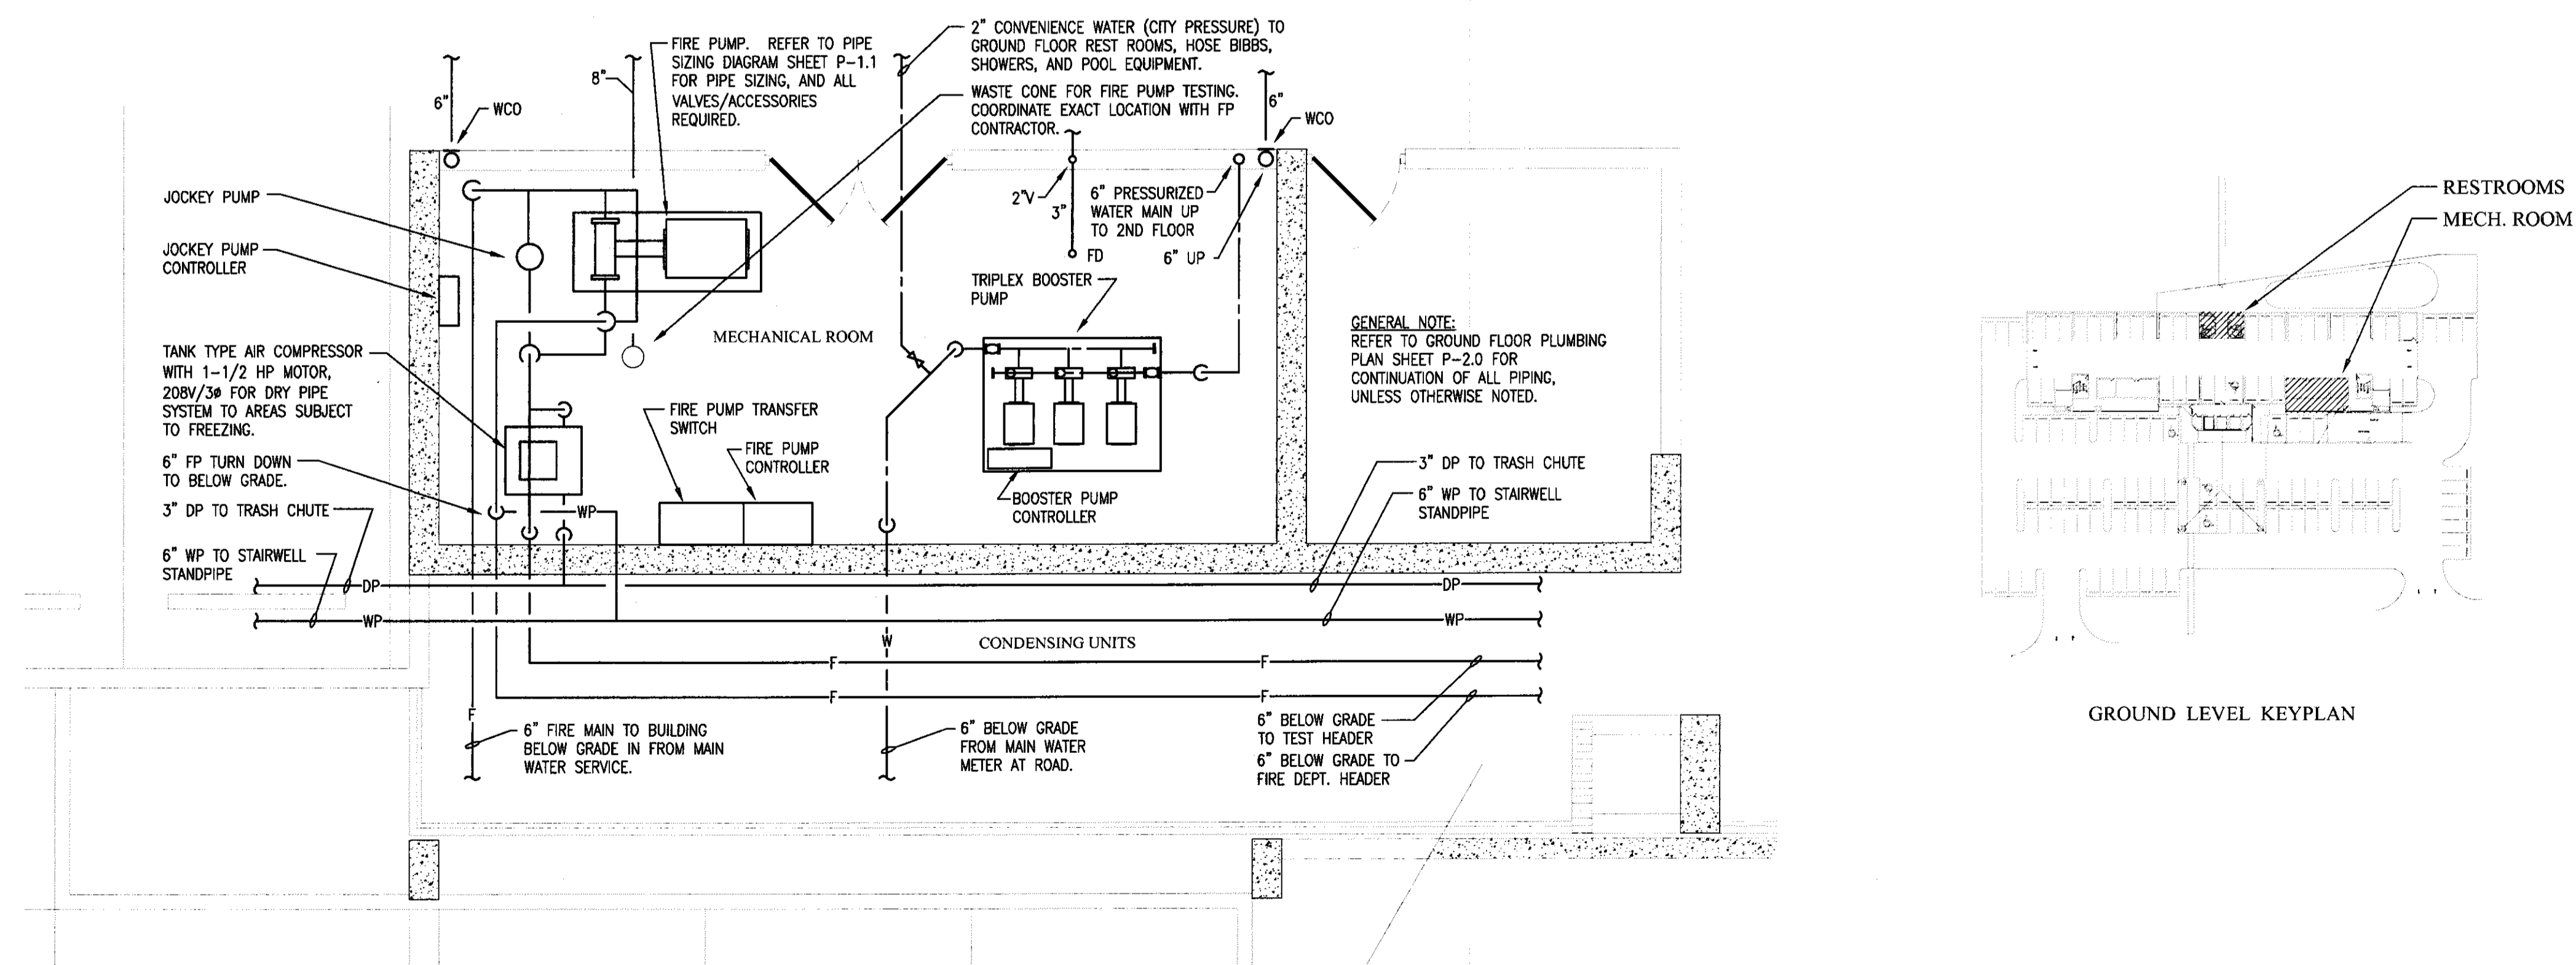 2" CONVENIENCE WATER (CITY PRESSURE) TO
GROUND FLOOR REST ROOMS, HOSE BIBBS,
SHOWERS, AND POOL EQUIPMENT.
FIRE PUMP. REFER TO PIPE
SIZING DIAGRAM SHEET P-1.1
FOR PIPE SIZING, AND ALL
VALVES/ACCESSORIES
REQUIRED.
WASTE CONE FOR FIRE PUMP TESTING.
COORDINATE EXACT LOCATION WITH FP
CONTRACTOR.
6"
WCO
8"
6"
WCO
JOCKEY PUMP
JOCKEY PUMP
CONTROLLER
TANK TYPE AIR COMPRESSOR
WITH 1-1/2 HP MOTOR,
208V/3ø FOR DRY PIPE
SYSTEM TO AREAS SUBJECT
TO FREEZING.
6" FP TURN DOWN
TO BELOW GRADE.
3" DP TO TRASH CHUTE
6" WP TO STAIRWELL
STANDPIPE
2"V
3"
FD
6" PRESSURIZED
WATER MAIN UP
TO 2ND FLOOR
6" UP
TRIPLEX BOOSTER
PUMP
MECHANICAL ROOM
FIRE PUMP TRANSFER
SWITCH
FIRE PUMP
CONTROLLER
BOOSTER PUMP
CONTROLLER
GENERAL NOTE:
REFER TO GROUND FLOOR PLUMBING
PLAN SHEET P-2.0 FOR
CONTINUATION OF ALL PIPING,
UNLESS OTHERWISE NOTED.
3" DP TO TRASH CHUTE
6" WP TO STAIRWELL
STANDPIPE
WP
DP
DP
WP
WP
W
CONDENSING UNITS
F
F
F
F
F
6" FIRE MAIN TO BUILDING
BELOW GRADE IN FROM MAIN
WATER SERVICE.
6" BELOW GRADE
FROM MAIN WATER
METER AT ROAD.
6" BELOW GRADE
TO TEST HEADER
6" BELOW GRADE TO
FIRE DEPT. HEADER
RESTROOMS
MECH. ROOM
GROUND LEVEL KEYPLAN